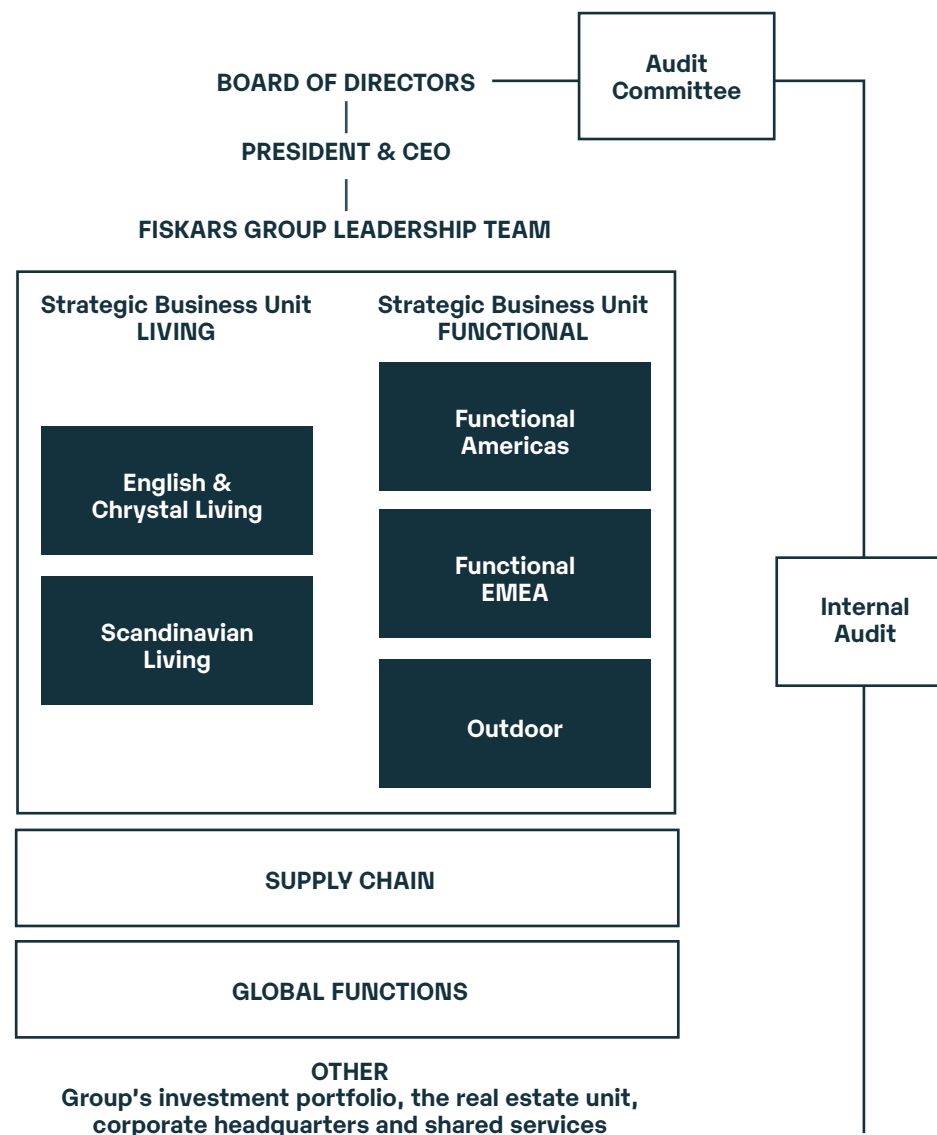 BOARD OF DIRECTORS
Audit
Committee
PRESIDENT & CEO
FISKARS GROUP LEADERSHIP TEAM
Strategic Business Unit
LIVING
English &
Chrystal Living
Scandinavian
Living
Strategic Business Unit
FUNCTIONAL
Functional
Americas
Functional
EMEA
Outdoor
Internal
Audit
SUPPLY CHAIN
GLOBAL FUNCTIONS
OTHER
Group's investment portfolio, the real estate unit,
corporate headquarters and shared services